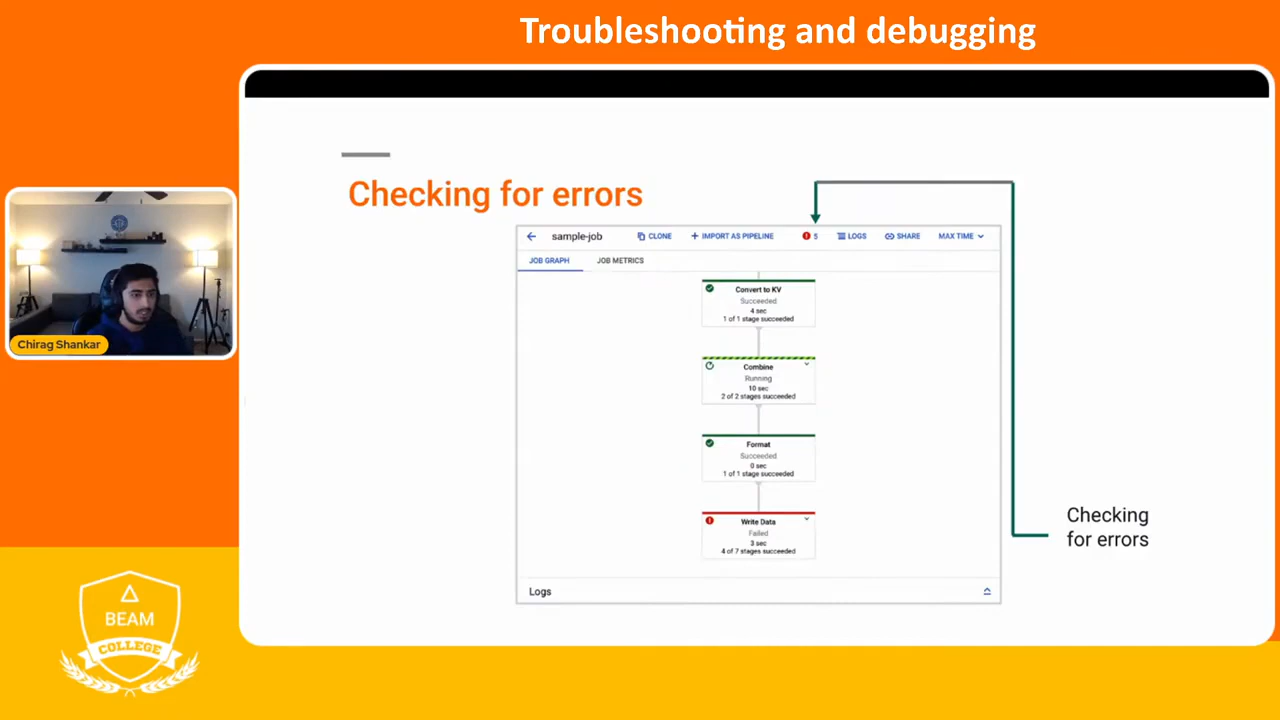 Troubleshooting and debugging
Checking for errors
sample-job
CLONE
IMPORT AS PIPELINE
5
LOGS
SHARE
MAX TIME
JOB GRAPH
JOB METRICS
Convert to KV
Succeeded
4 sec
1 of 1 stage succeeded
Combine
Running
10 sec
2 of 2 stages succeeded
Format
Succeeded
0 sec
1 of 1 stage succeeded
Write Data
Failed
3 sec
4 of 7 stages succeeded
Logs
Checking
for errors
Chirag Shankar
BEAM
COLLEGE